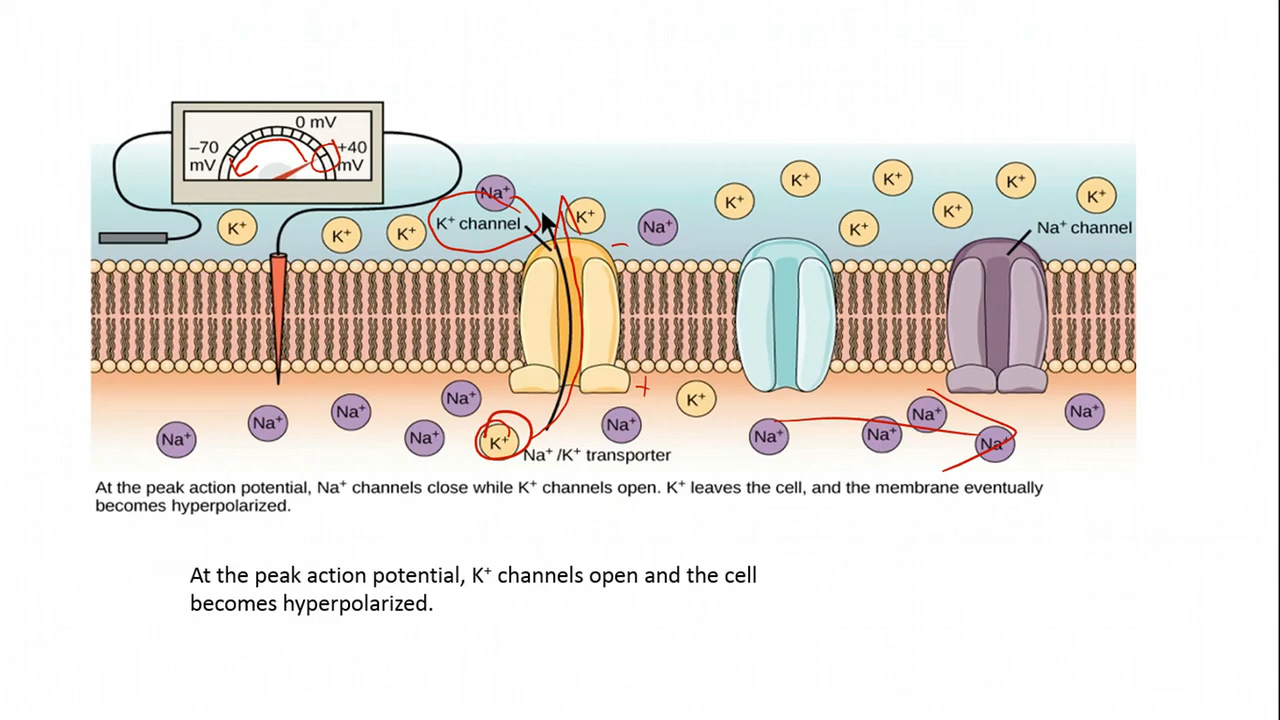 0 mV
–70
mV
+40
mV
Na⁺
K⁺
K⁺
K⁺
K⁺ channel
K⁺
Na⁺
K⁺
K⁺
K⁺
K⁺
K⁺
K⁺
K⁺
Na⁺ channel
Na⁺
Na⁺
Na⁺
Na⁺
Na⁺
K⁺
Na⁺
K⁺
Na⁺
Na⁺
Na⁺
Na⁺
Na⁺
+
–
Na⁺ /K⁺ transporter
At the peak action potential, Na⁺ channels close while K⁺ channels open. K⁺ leaves the cell, and the membrane eventually
becomes hyperpolarized.
At the peak action potential, K⁺ channels open and the cell
becomes hyperpolarized.